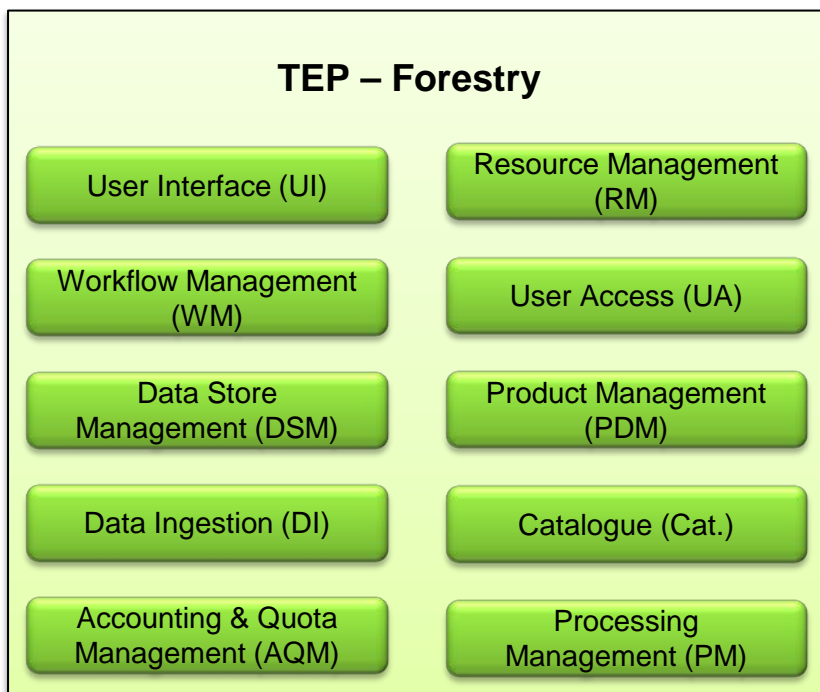 TEP – Forestry
User Interface (UI)
Resource Management
(RM)
Workflow Management
(WM)
User Access (UA)
Data Store
Management (DSM)
Product Management
(PDM)
Data Ingestion (DI)
Catalogue (Cat.)
Accounting & Quota
Management (AQM)
Processing
Management (PM)